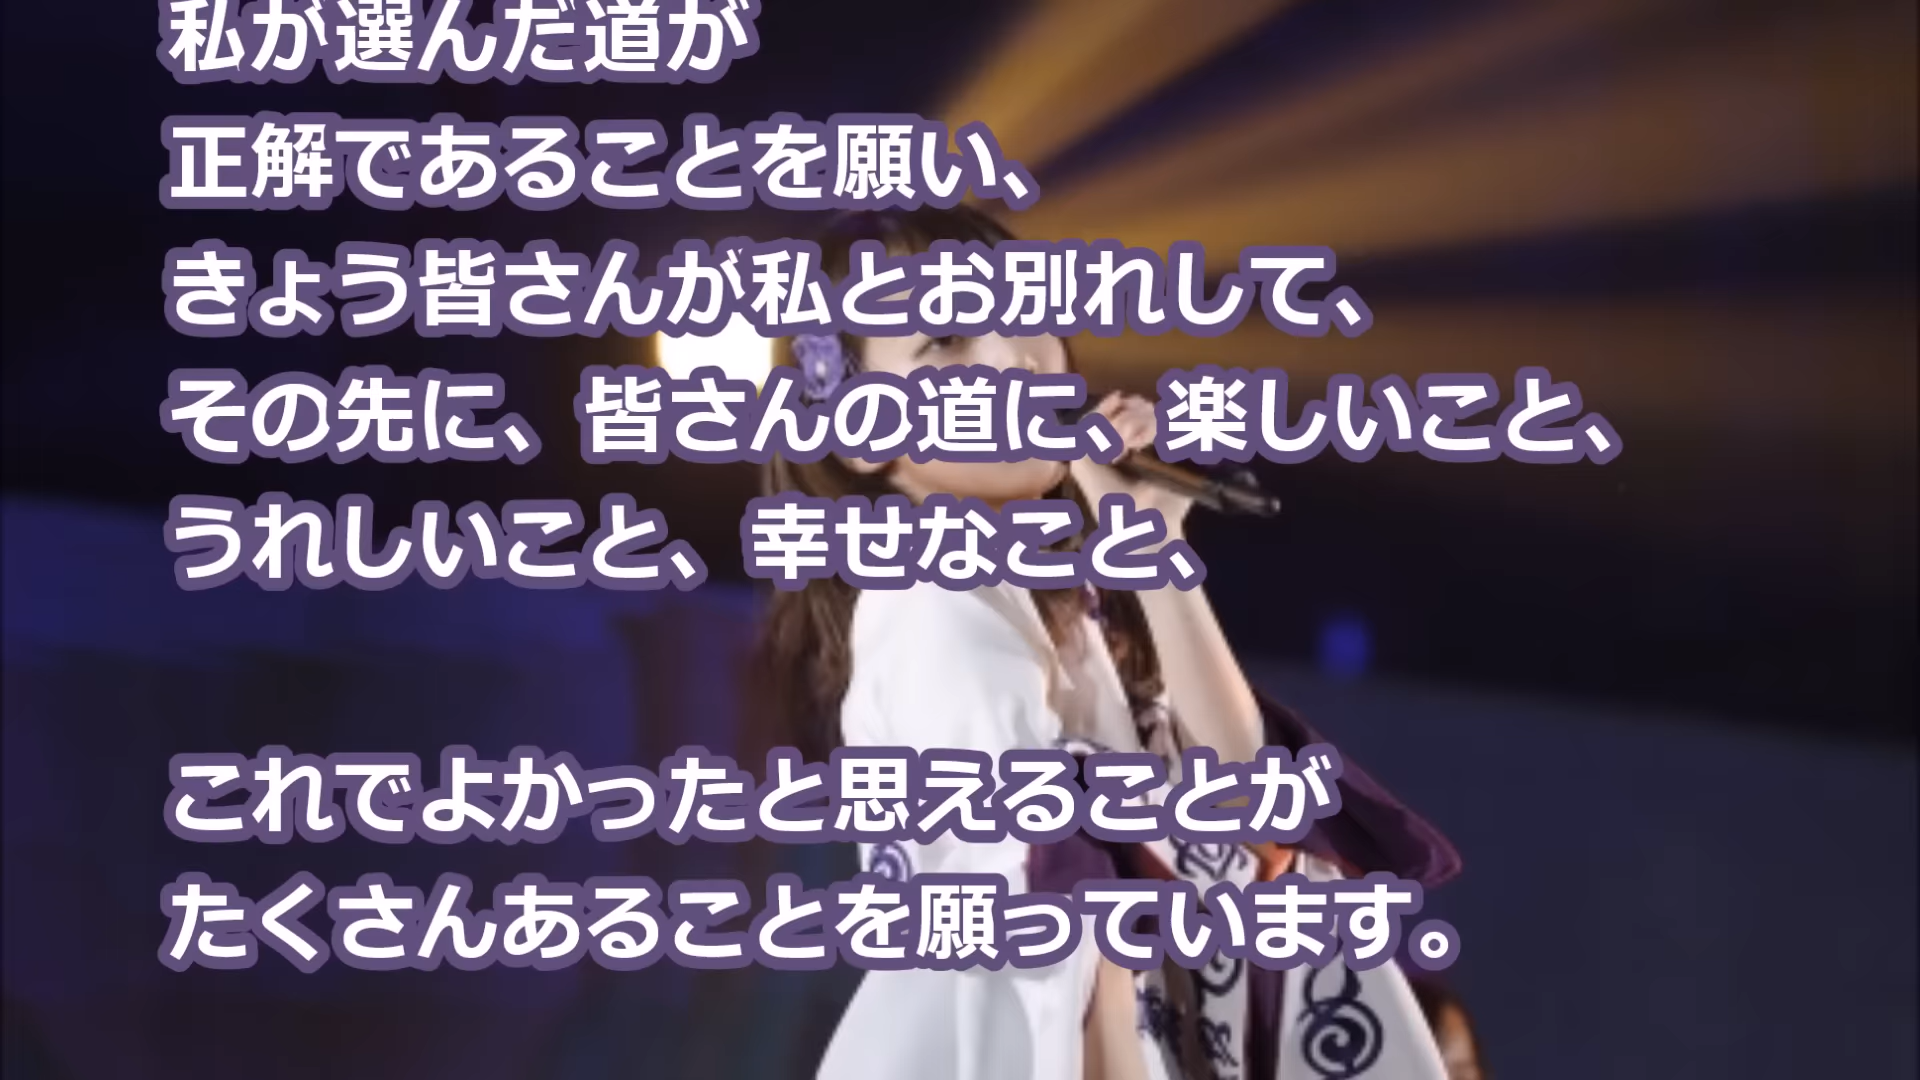 私が選んだ道が
正解であることを願い、
きょう皆さんが私とお別れして、
その先に、皆さんの道に、楽しいこと、
うれしいこと、幸せなこと、
これでよかったと思えることが
たくさんあることを願っています。